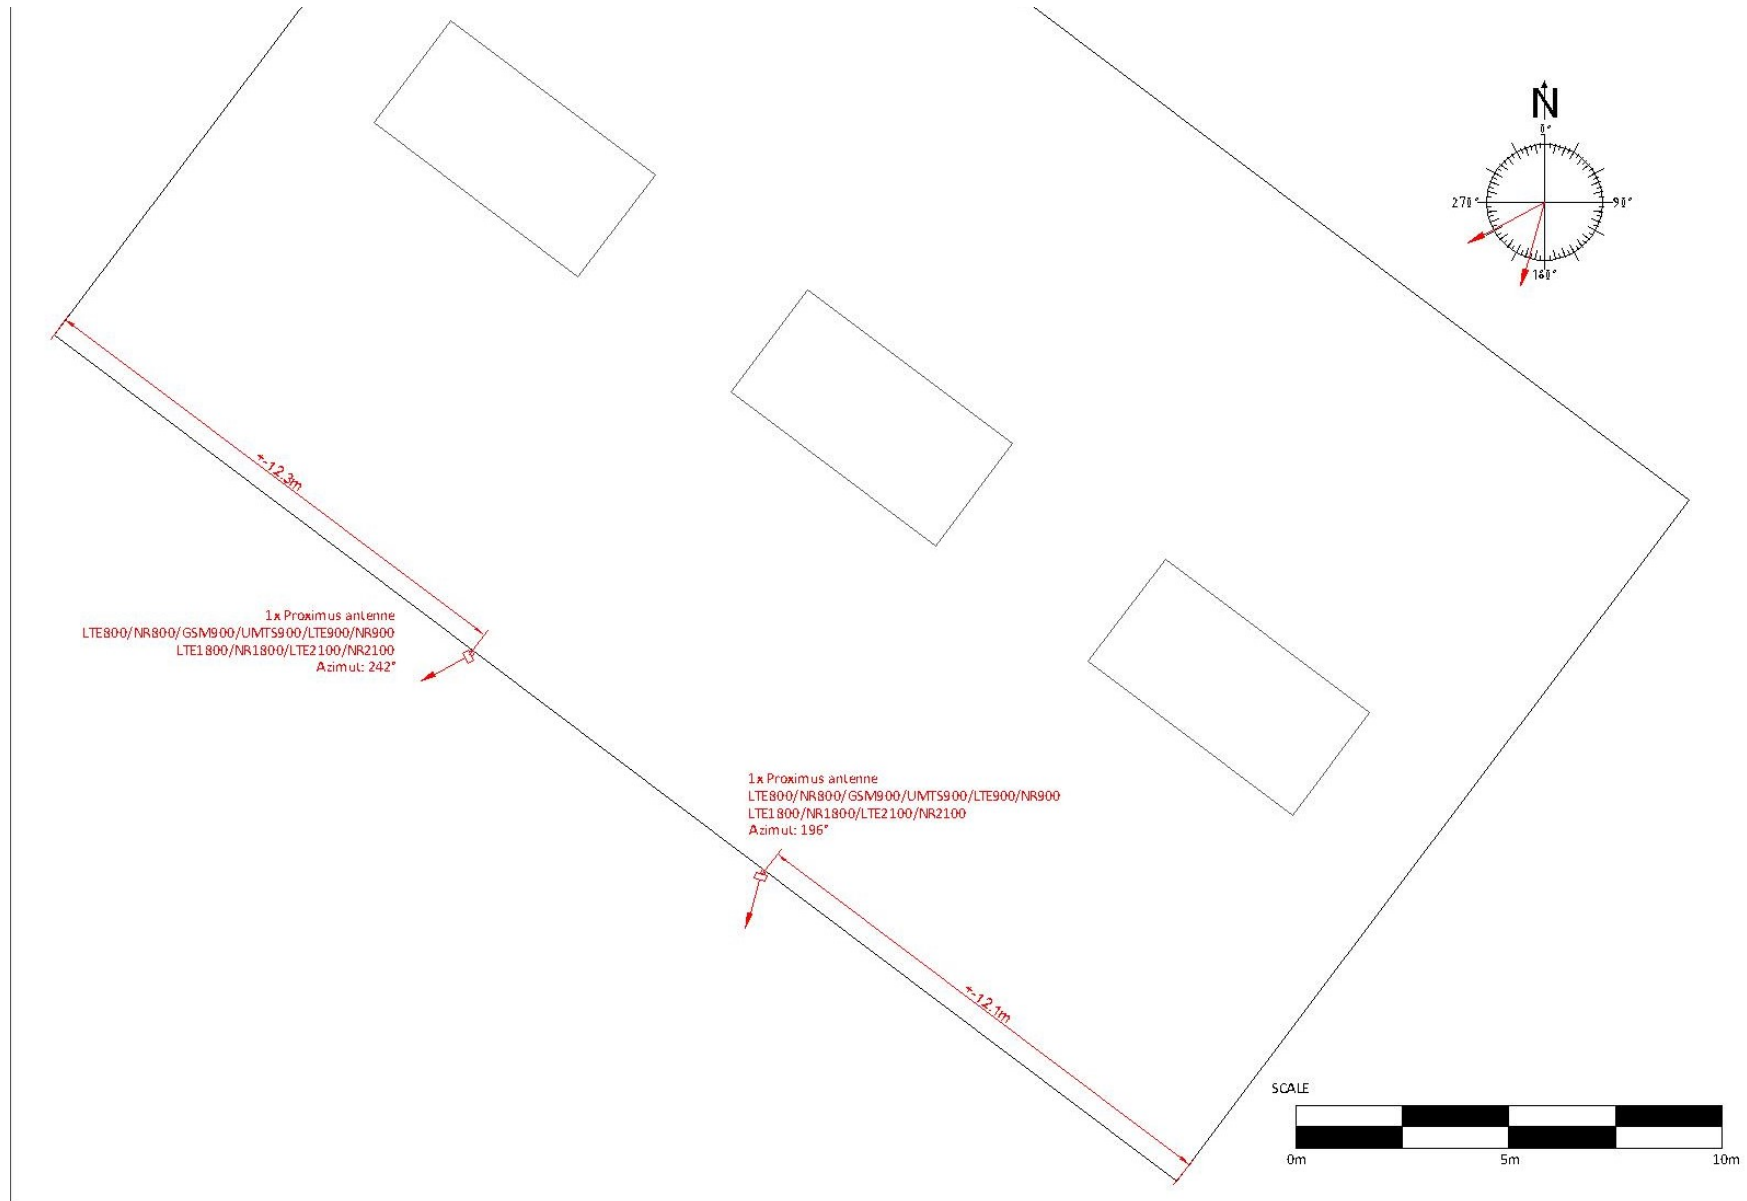 N
0°
270°
90°
180°
+-12.3m
1x Proximus antenne
LTE800/NR800/GSM900/UMTS900/LTE900/NR900
LTE1800/NR1800/LTE2100/NR2100
Azimut: 242°
1x Proximus antenne
LTE800/NR800/GSM900/UMTS900/LTE900/NR900
LTE1800/NR1800/LTE2100/NR2100
Azimut: 196°
+-12.1m
SCALE
0m 5m 10m